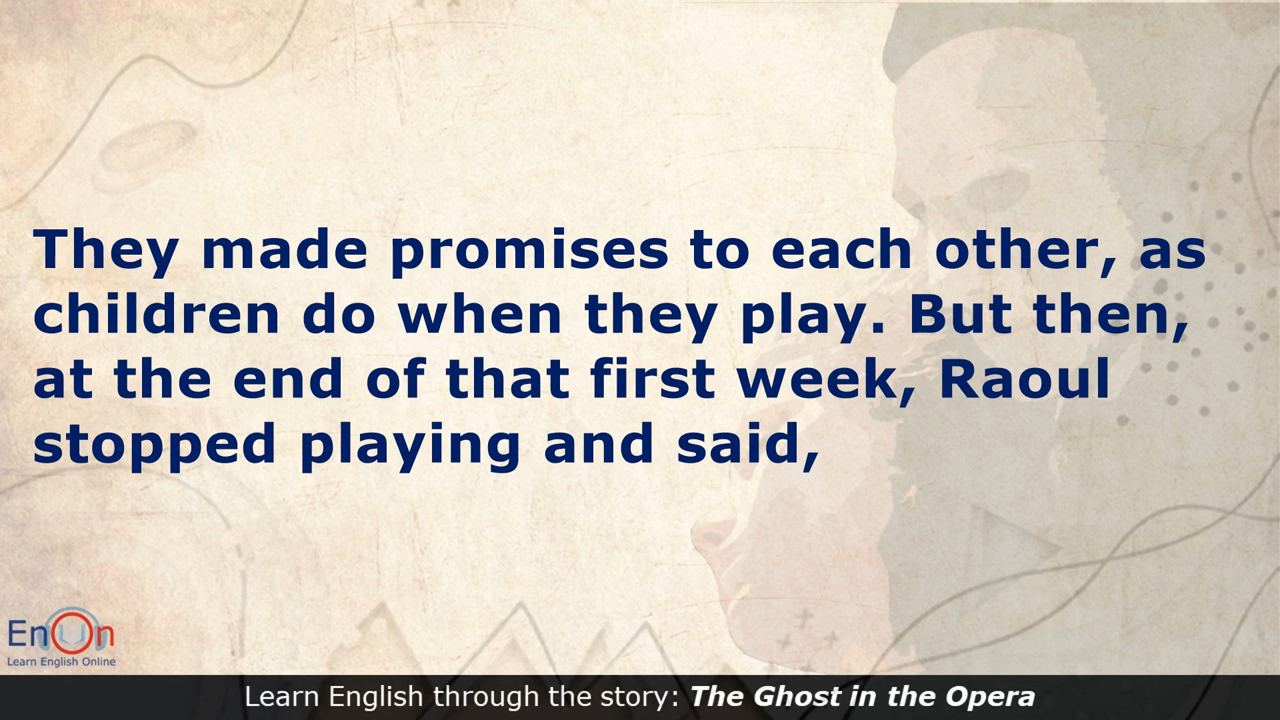 They made promises to each other, as
children do when they play. But then,
at the end of that first week, Raoul
stopped playing and said,
EnOn
Learn English Online
Learn English through the story: The Ghost in the Opera